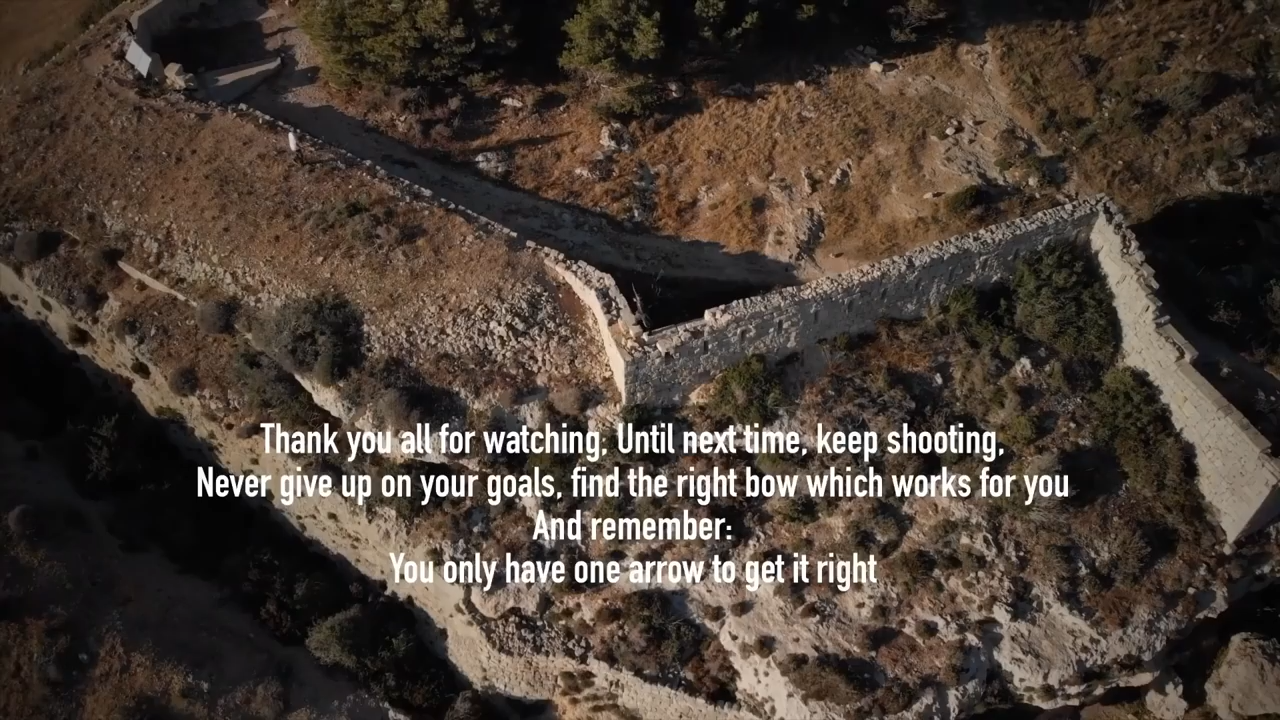 Thank you all for watching, Until next time, keep shooting,
Never give up on your goals, find the right bow which works for you
And remember:
You only have one arrow to get it right